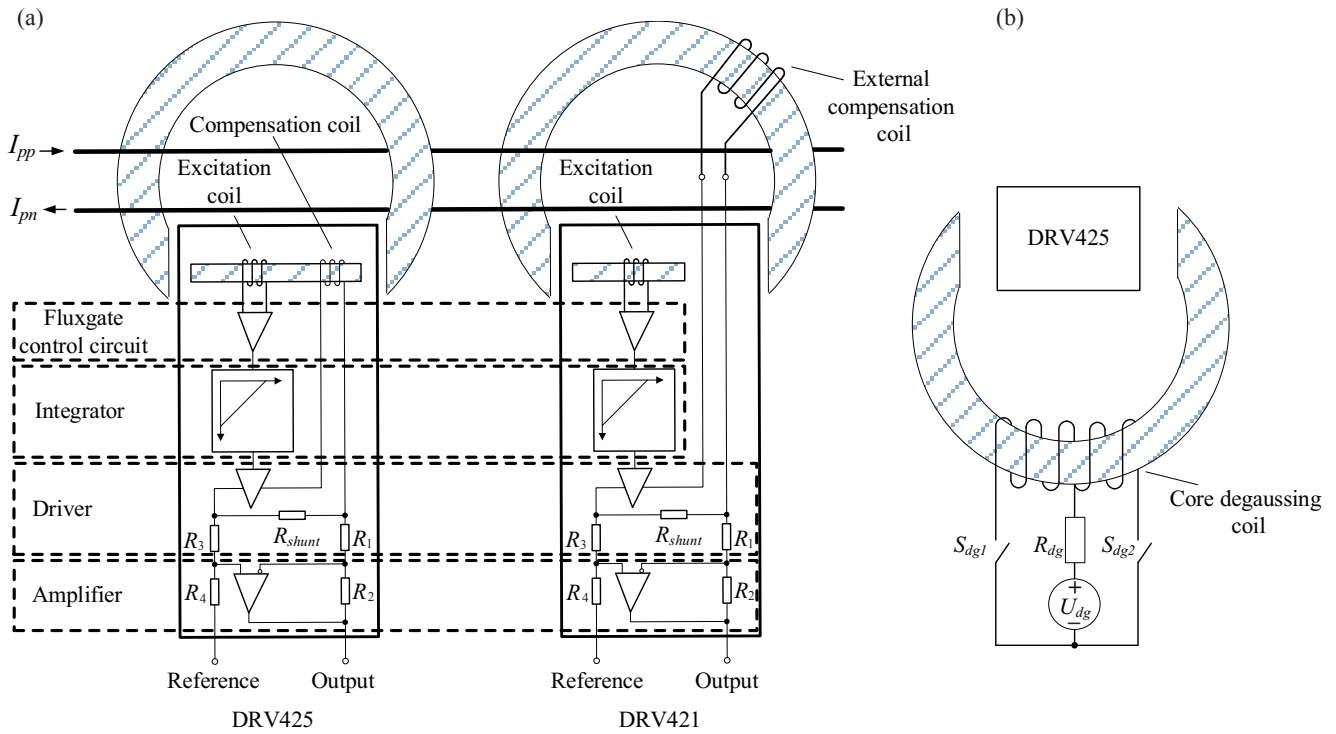 (a)
(b)
External
compensation
coil
Compensation coil
I_pp
Excitation
coil
Excitation
coil
I_pn
DRV425
Fluxgate
control circuit
Integrator
Driver
R_3
R_shunt
R_1
R_3
R_shunt
R_1
Core degaussing
coil
S_dg1
R_dg
S_dg2
Amplifier
R_4
R_2
R_4
R_2
+
U_dg
−
Reference
Output
Reference
Output
DRV425
DRV421